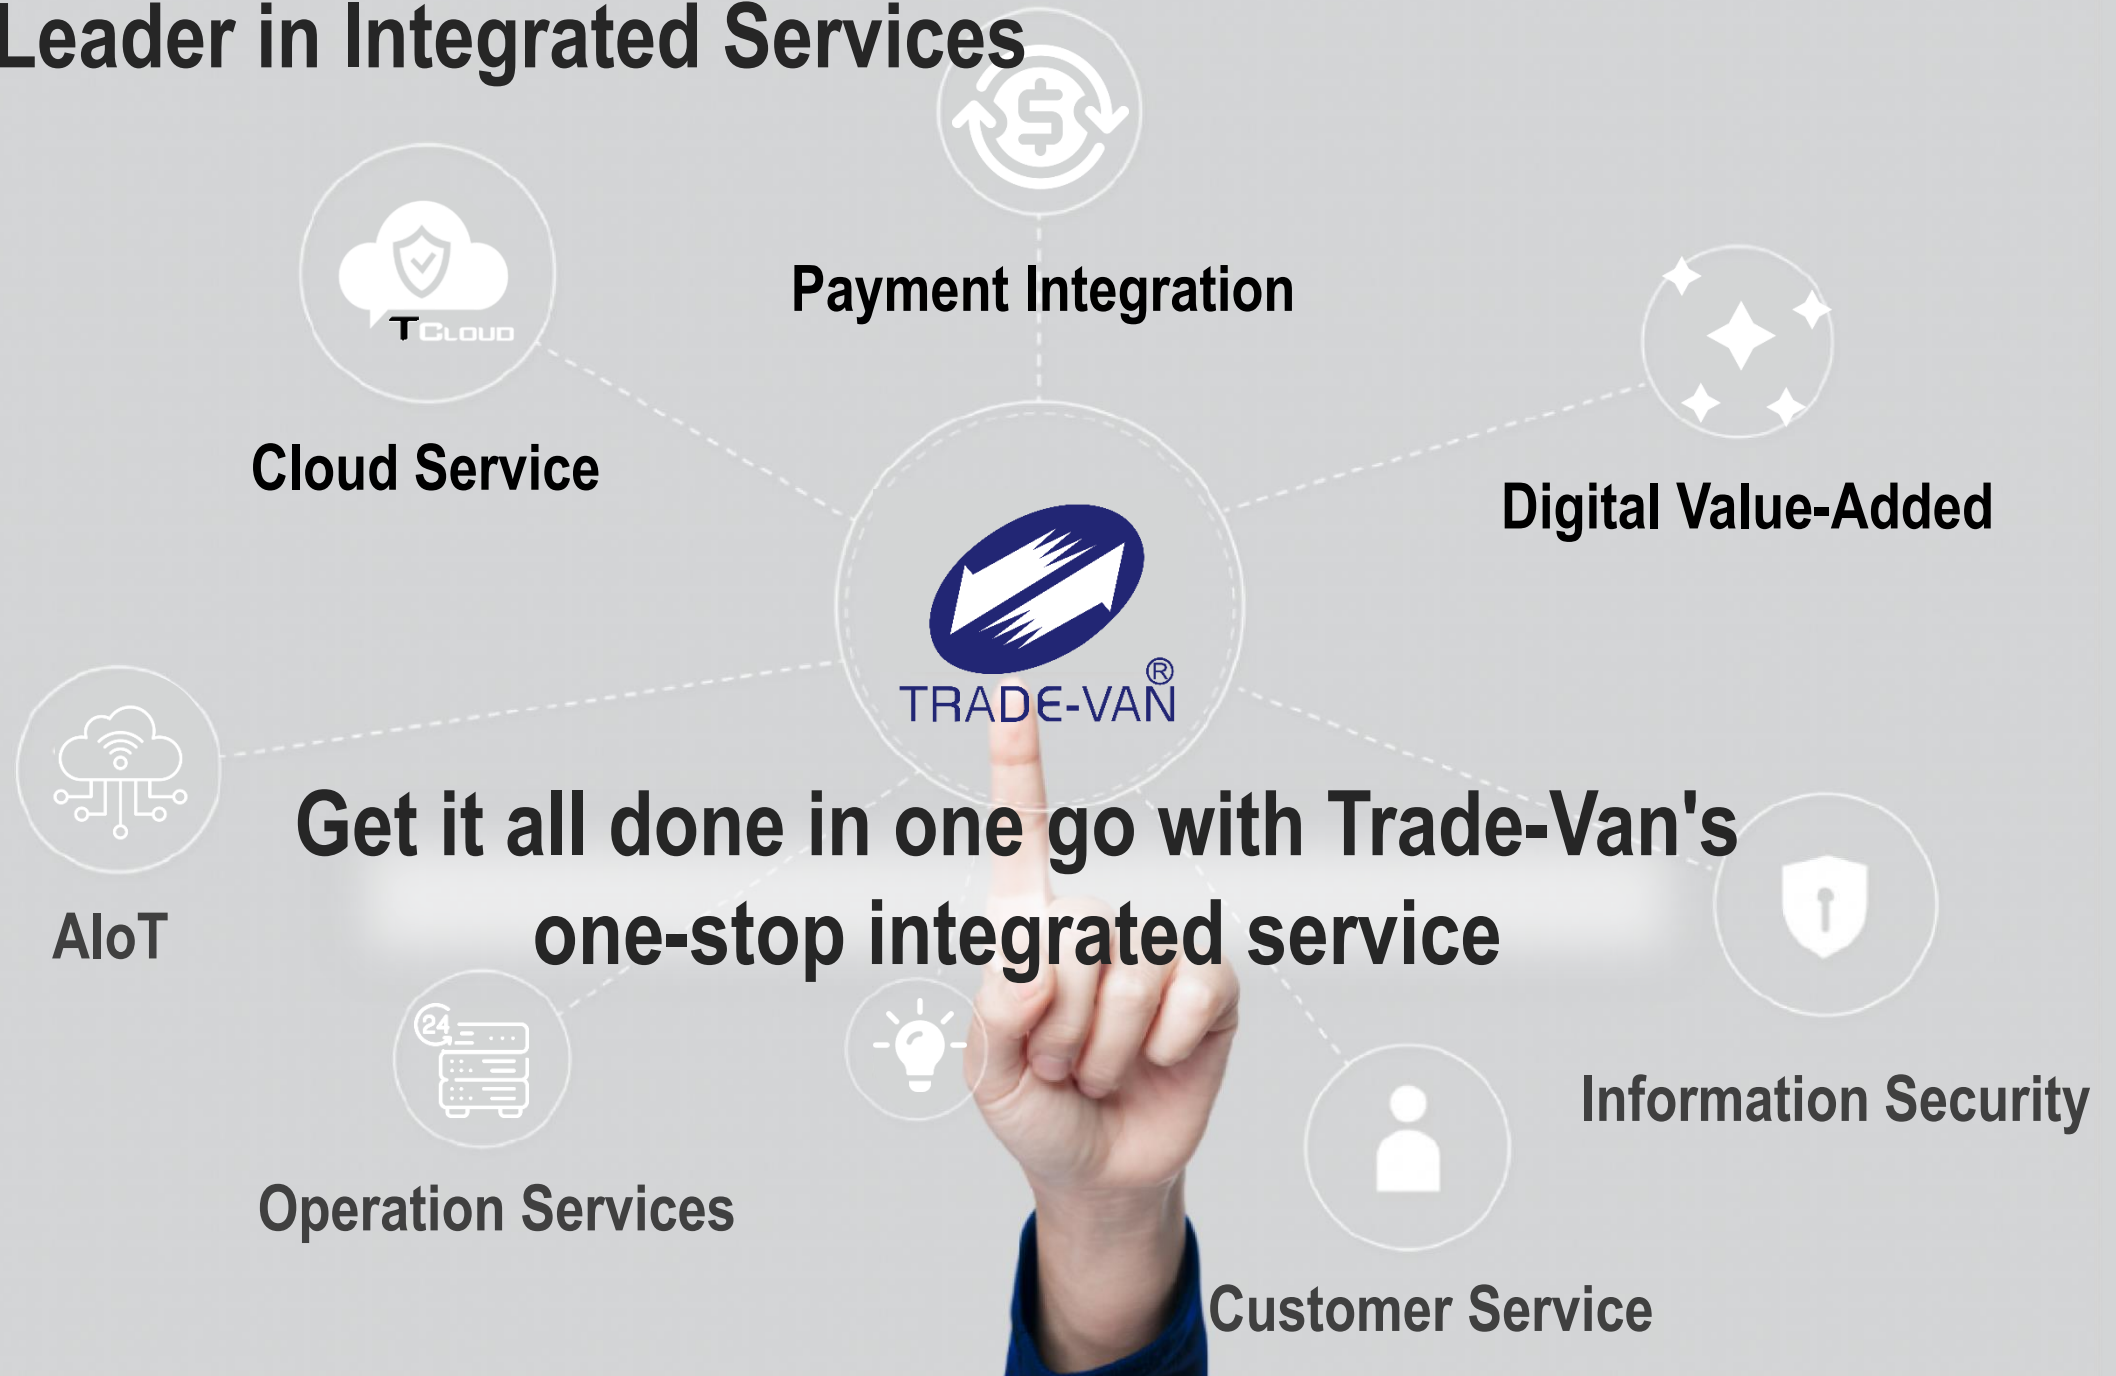 Leader in Integrated Services
Payment Integration
TCLOUD
Cloud Service
Digital Value-Added
TRADE-VAN®
Get it all done in one go with Trade-Van's
one-stop integrated service
AIoT
24
Information Security
Operation Services
Customer Service